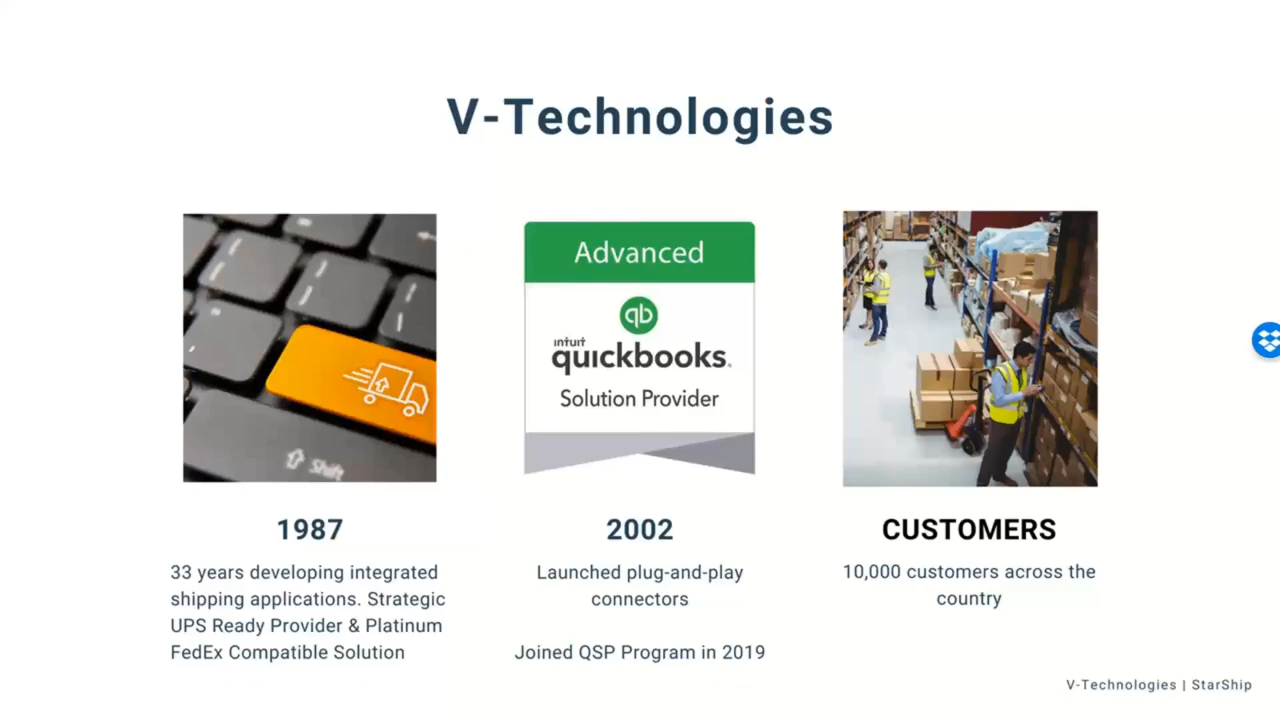 V-Technologies
Shift
Advanced
qb
intuit
quickbooks.
Solution Provider
1987
33 years developing integrated
shipping applications. Strategic
UPS Ready Provider & Platinum
FedEx Compatible Solution
2002
Launched plug-and-play
connectors
Joined QSP Program in 2019
CUSTOMERS
10,000 customers across the
country
V-Technologies | StarShip